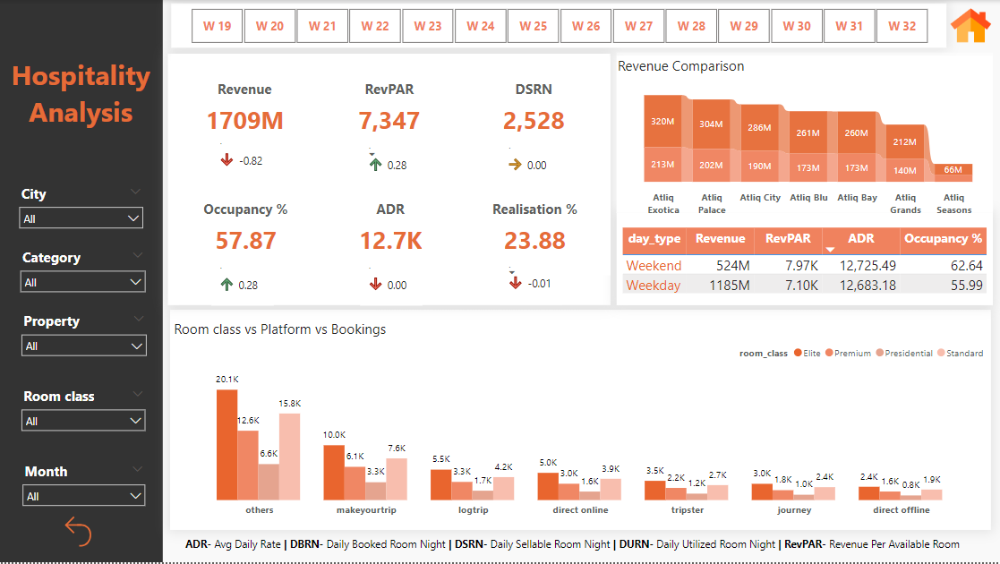 W 19 W 20 W 21 W 22 W 23 W 24 W 25 W 26 W 27 W 28 W 29 W 30 W 31 W 32
Hospitality
Analysis
City
All
Category
All
Property
All
Room class
All
Month
All
Revenue RevPAR DSRN
1709M 7,347 2,528
-0.82 0.28 0.00
Occupancy % ADR Realisation %
57.87 12.7K 23.88
0.28 0.00 -0.01
Revenue Comparison
320M 304M 286M 261M 260M 212M 66M
213M 202M 190M 173M 173M 140M
Atliq Exotica Atliq Palace Atliq City Atliq Blu Atliq Bay Atliq Grands Atliq Seasons
day_type Revenue RevPAR ADR Occupancy %
Weekend 524M 7.97K 12,725.49 62.64
Weekday 1185M 7.10K 12,683.18 55.99
Room class vs Platform vs Bookings
room_class Elite Premium Presidential Standard
20.1K 12.6K 6.6K 15.8K
10.0K 6.1K 3.3K 7.6K
5.5K 3.3K 1.7K 4.2K
5.0K 3.0K 1.6K 3.9K
3.5K 2.2K 1.2K 2.7K
3.0K 1.8K 1.0K 2.4K
2.4K 1.6K 0.8K 1.9K
others makeyourtrip logtrip direct online tripster journey direct offline
ADR- Avg Daily Rate | DBRN- Daily Booked Room Night | DSRN- Daily Sellable Room Night | DURN- Daily Utilized Room Night | RevPAR- Revenue Per Available Room